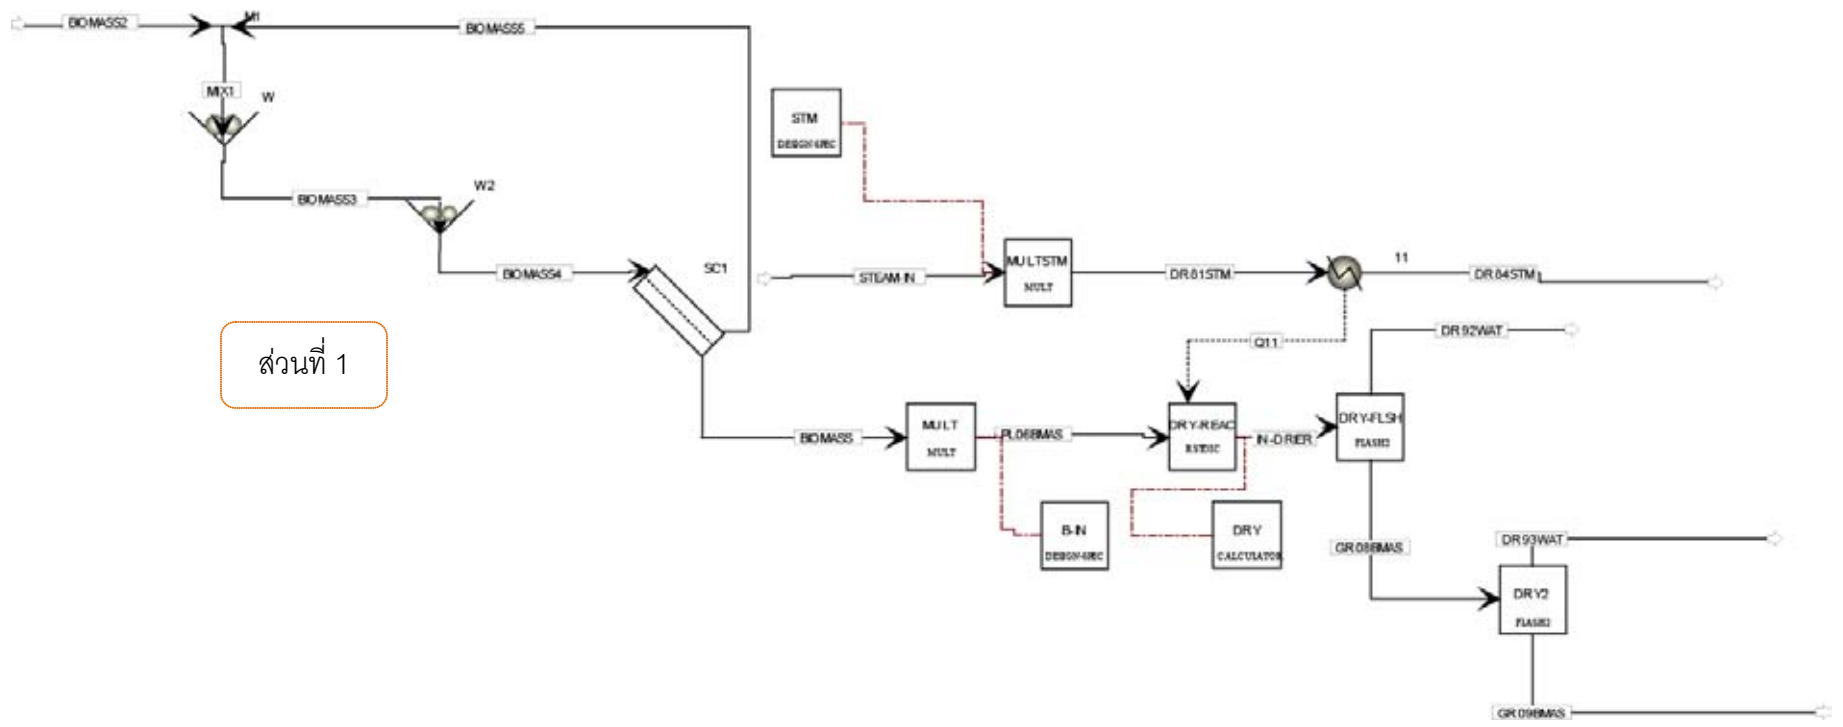 BIOMASS2
M1
BIOMASS5
MIX1
W
STM
DESIGN-SPEC
W2
BIOMASS3
SC1
BIOMASS4
STEAM-IN
MULTSTM
MULT
DR81STM
11
DR84STM
Q11
DR92WAT
ส่วนที่ 1
BIOMASS
MULT
MULT
PL06BMAS
DRY-REAC
RSTOIC
IN-DRIER
DRY-FLSH
FLASH2
B-IN
DESIGN-SPEC
DRY
CALCULATOR
GR08BMAS
DR93WAT
DRY2
FLASH2
GR09BMAS